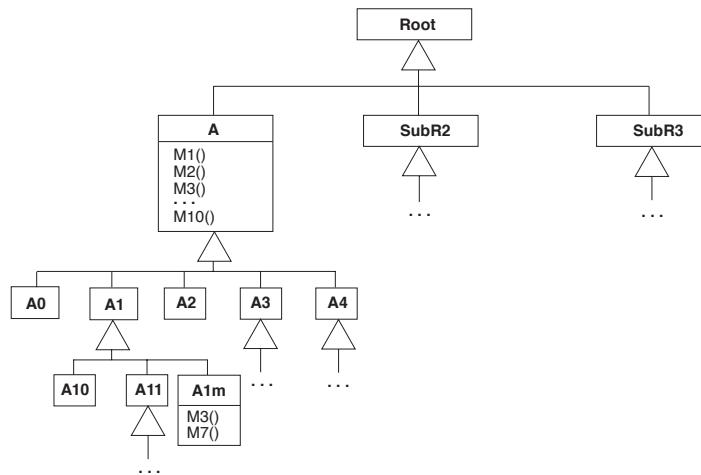 Root
A
SubR2
SubR3
M1()
M2()
M3()
...
M10()
...
...
A0
A1
A2
A3
A4
A10
A11
A1m
...
...
M3()
M7()
...